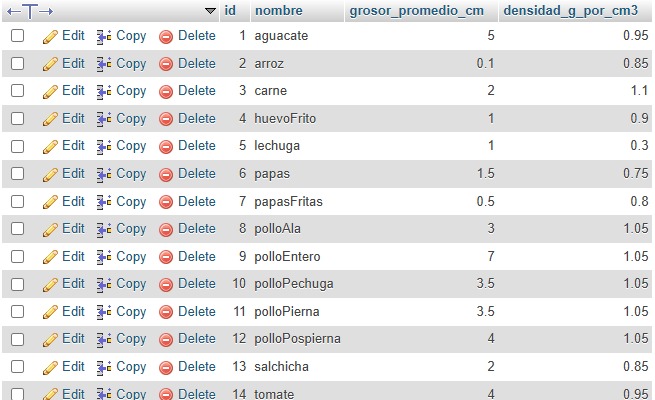 id nombre grosor_promedio_cm densidad_g_por_cm3
Edit Copy Delete 1 aguacate 5 0.95
Edit Copy Delete 2 arroz 0.1 0.85
Edit Copy Delete 3 carne 2 1.1
Edit Copy Delete 4 huevoFrito 1 0.9
Edit Copy Delete 5 lechuga 1 0.3
Edit Copy Delete 6 papas 1.5 0.75
Edit Copy Delete 7 papasFritas 0.5 0.8
Edit Copy Delete 8 polloAla 3 1.05
Edit Copy Delete 9 polloEntero 7 1.05
Edit Copy Delete 10 polloPechuga 3.5 1.05
Edit Copy Delete 11 polloPierna 3.5 1.05
Edit Copy Delete 12 polloPospierna 4 1.05
Edit Copy Delete 13 salchicha 2 0.85
Edit Copy Delete 14 tomate 4 0.95